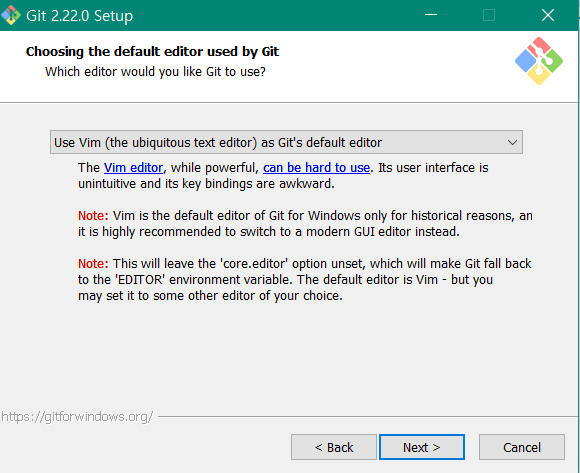 Git 2.22.0 Setup
Choosing the default editor used by Git
Which editor would you like Git to use?
Use Vim (the ubiquitous text editor) as Git's default editor
The Vim editor, while powerful, can be hard to use. Its user interface is
unintuitive and its key bindings are awkward.
Note: Vim is the default editor of Git for Windows only for historical reasons, an
it is highly recommended to switch to a modern GUI editor instead.
Note: This will leave the 'core.editor' option unset, which will make Git fall back
to the 'EDITOR' environment variable. The default editor is Vim - but you
may set it to some other editor of your choice.
https://gitforwindows.org/
< Back
Next >
Cancel